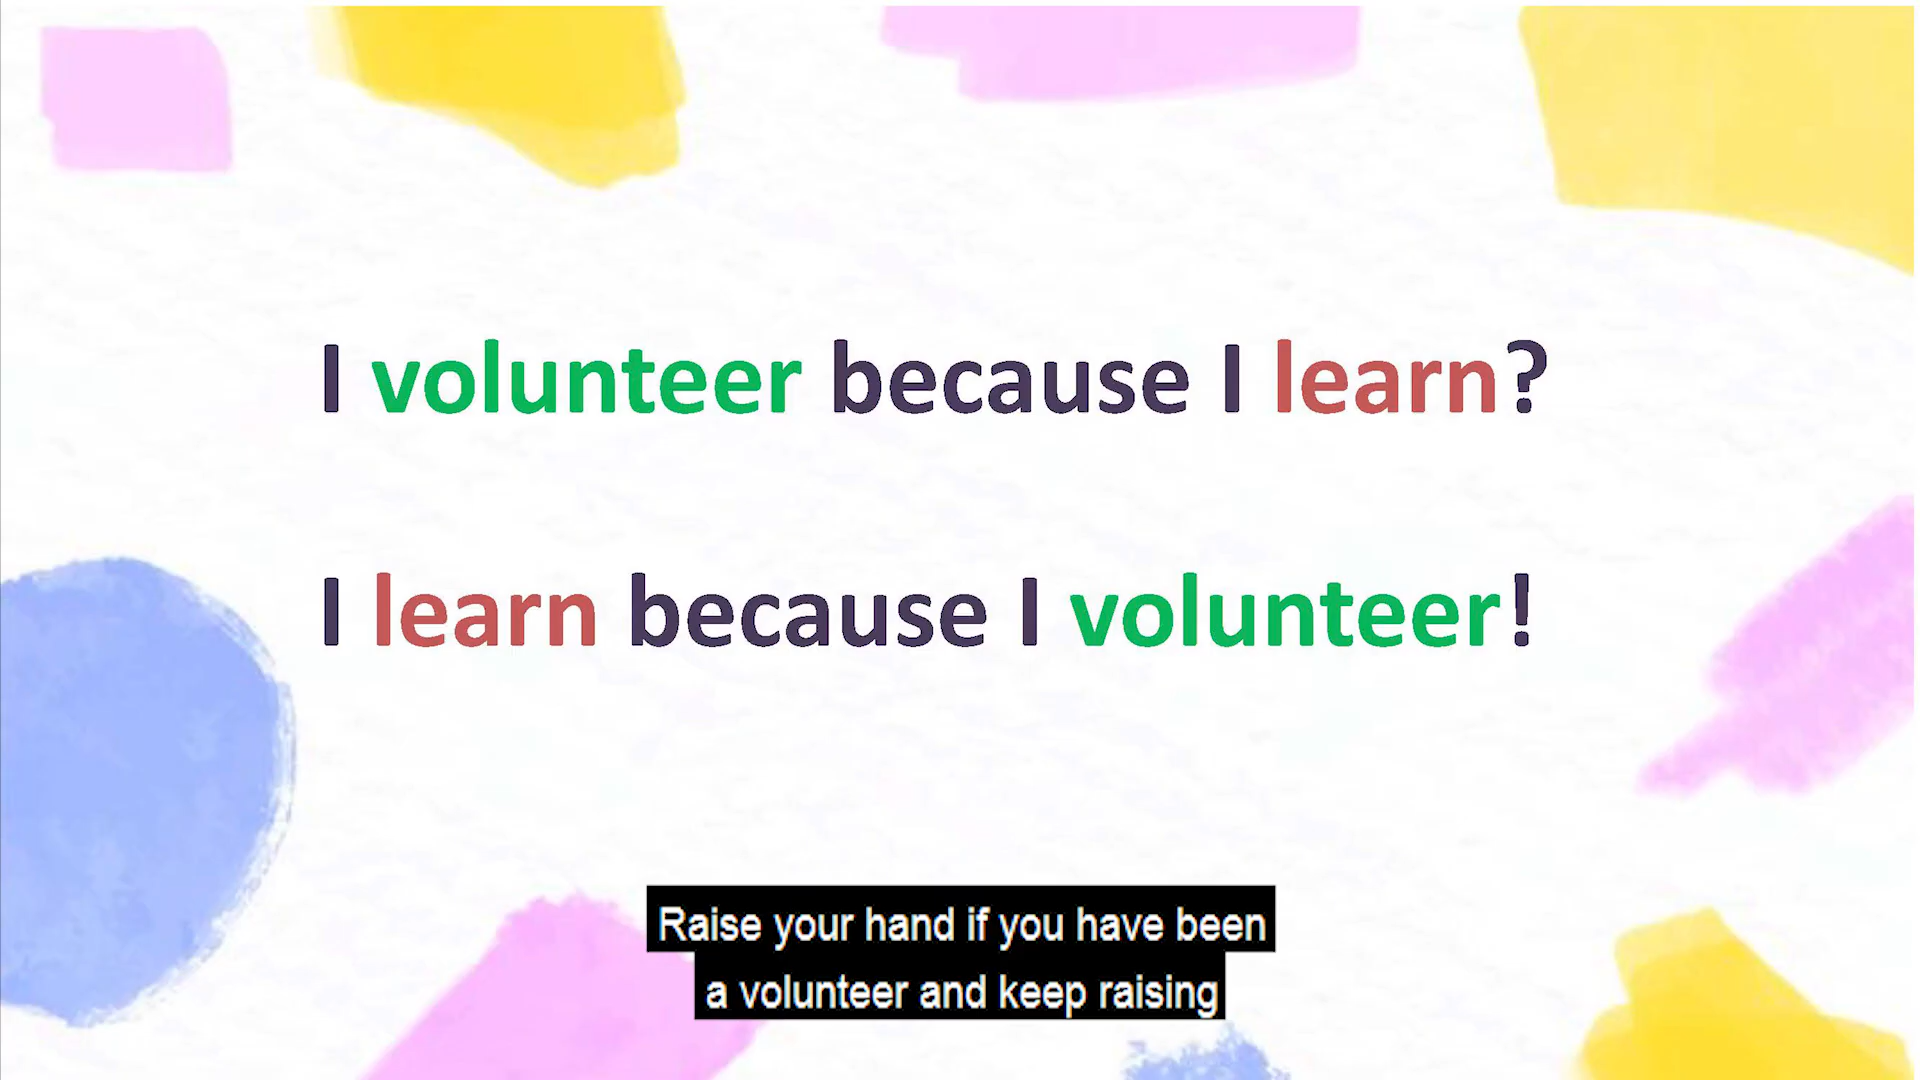 I volunteer because I learn?
I learn because I volunteer!
Raise your hand if you have been
a volunteer and keep raising